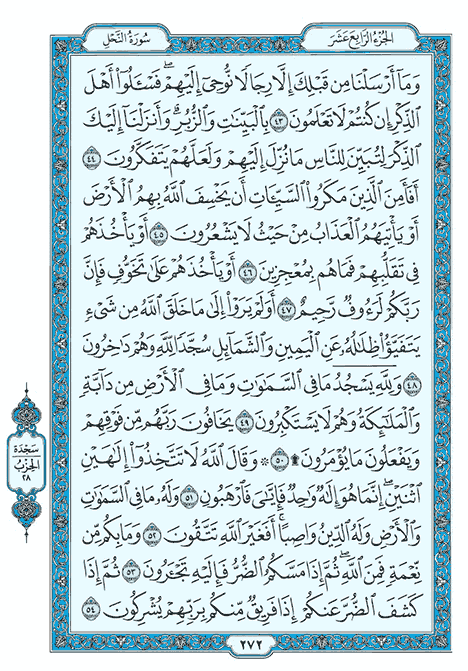 الجُزءُ الرَّابِعَ عَشَرَ
سُورَةُ النَّحْلِ
وَمَآ أَرْسَلْنَا مِن قَبْلِكَ إِلَّا رِجَالًا نُّوحِىٓ إِلَيْهِمْ ۖ فَسْـَٔلُوٓا۟ أَهْلَ
ٱلذِّكْرِ إِن كُنتُمْ لَا تَعْلَمُونَ ٤٣ بِٱلْبَيِّنَـٰتِ وَٱلزُّبُرِ ۗ وَأَنزَلْنَآ إِلَيْكَ
ٱلذِّكْرَ لِتُبَيِّنَ لِلنَّاسِ مَا نُزِّلَ إِلَيْهِمْ وَلَعَلَّهُمْ يَتَفَكَّرُونَ ٤٤
أَفَأَمِنَ ٱلَّذِينَ مَكَرُوا۟ ٱلسَّيِّـَٔاتِ أَن يَخْسِفَ ٱللَّهُ بِهِمُ ٱلْأَرْضَ
أَوْ يَأْتِيَهُمُ ٱلْعَذَابُ مِنْ حَيْثُ لَا يَشْعُرُونَ ٤٥ أَوْ يَأْخُذَهُمْ
فِى تَقَلُّبِهِمْ فَمَا هُم بِمُعْجِزِينَ ٤٦ أَوْ يَأْخُذَهُمْ عَلَىٰ تَخَوُّفٍ فَإِنَّ
رَبَّكُمْ لَرَءُوفٌ رَّحِيمٌ ٤٧ أَوَلَمْ يَرَوْا۟ إِلَىٰ مَا خَلَقَ ٱللَّهُ مِن شَىْءٍ
يَتَفَيَّؤُا۟ ظِلَـٰلُهُۥ عَنِ ٱلْيَمِينِ وَٱلشَّمَآئِلِ سُجَّدًا لِّلَّهِ وَهُمْ دَٰخِرُونَ
٤٨ وَلِلَّهِ يَسْجُدُ مَا فِى ٱلسَّمَـٰوَٰتِ وَمَا فِى ٱلْأَرْضِ مِن دَآبَّةٍ
وَٱلْمَلَـٰٓئِكَةُ وَهُمْ لَا يَسْتَكْبِرُونَ ٤٩ يَخَافُونَ رَبَّهُم مِّن فَوْقِهِمْ
وَيَفْعَلُونَ مَا يُؤْمَرُونَ ۩ ٥٠ ۞ وَقَالَ ٱللَّهُ لَا تَتَّخِذُوٓا۟ إِلَـٰهَيْنِ
ٱثْنَيْنِ ۖ إِنَّمَا هُوَ إِلَـٰهٌ وَٰحِدٌ ۖ فَإِيَّـٰىَ فَٱرْهَبُونِ ٥١ وَلَهُۥ مَا فِى ٱلسَّمَـٰوَٰتِ
وَٱلْأَرْضِ وَلَهُ ٱلدِّينُ وَاصِبًا ۚ أَفَغَيْرَ ٱللَّهِ تَتَّقُونَ ٥٢ وَمَا بِكُم مِّن
نِّعْمَةٍ فَمِنَ ٱللَّهِ ۖ ثُمَّ إِذَا مَسَّكُمُ ٱلضُّرُّ فَإِلَيْهِ تَجْـَٔرُونَ ٥٣ ثُمَّ إِذَا
كَشَفَ ٱلضُّرَّ عَنكُمْ إِذَا فَرِيقٌ مِّنكُم بِرَبِّهِمْ يُشْرِكُونَ ٥٤
سَجْدَة
الحِزْبُ
٢٨
٢٧٢